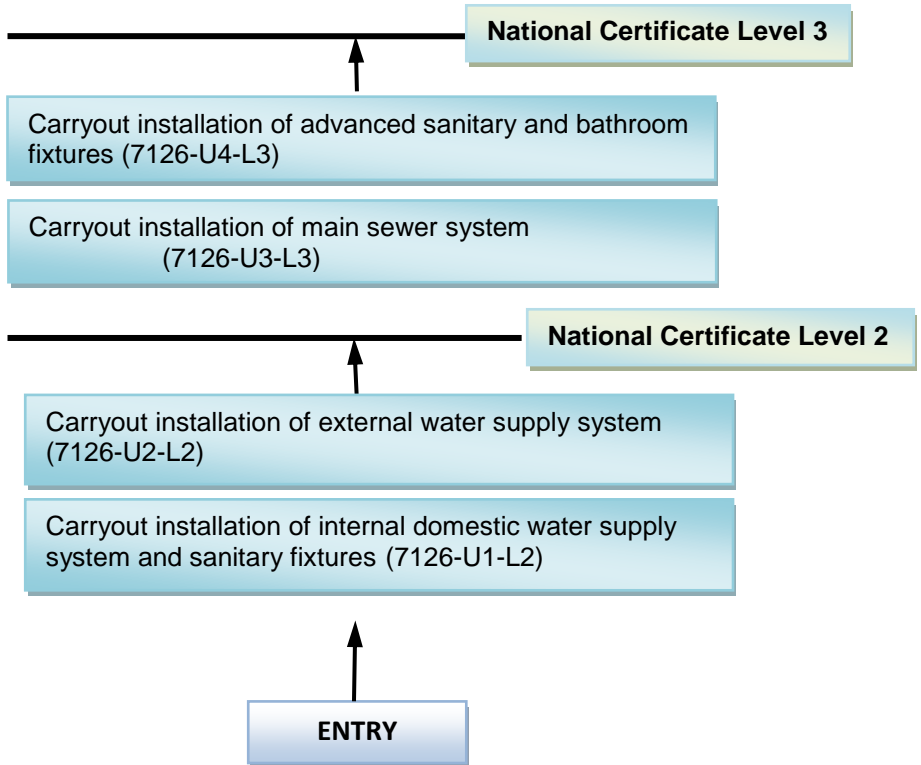 National Certificate Level 3
Carryout installation of advanced sanitary and bathroom
fixtures (7126-U4-L3)
Carryout installation of main sewer system
(7126-U3-L3)
National Certificate Level 2
Carryout installation of external water supply system
(7126-U2-L2)
Carryout installation of internal domestic water supply
system and sanitary fixtures (7126-U1-L2)
ENTRY